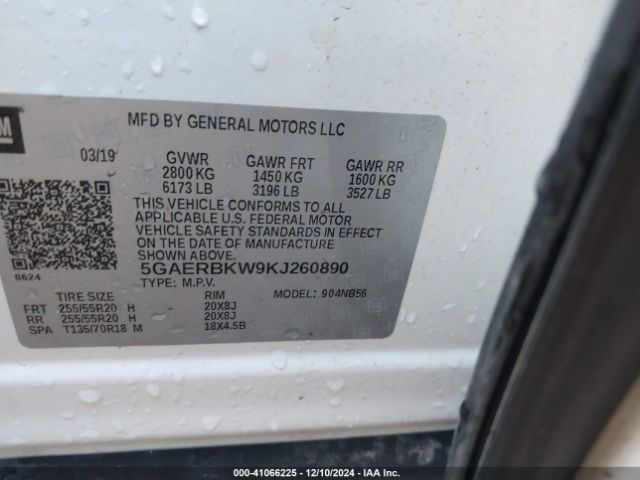 GM
MFD BY GENERAL MOTORS LLC
03/19 GVWR GAWR FRT GAWR RR
2800 KG 1450 KG 1600 KG
6173 LB 3196 LB 3527 LB
THIS VEHICLE CONFORMS TO ALL
APPLICABLE U.S. FEDERAL MOTOR
VEHICLE SAFETY STANDARDS IN EFFECT
ON THE DATE OF MANUFACTURE
SHOWN ABOVE.
8624
5GAERBKW9KJ260890
TYPE: M.P.V. MODEL: 904NB56
TIRE SIZE RIM
FRT 255/55R20 H 20X8J
RR 255/55R20 H 20X8J
SPA T135/70R18 M 18X4.5B
000-41066225 - 12/10/2024 - IAA Inc.